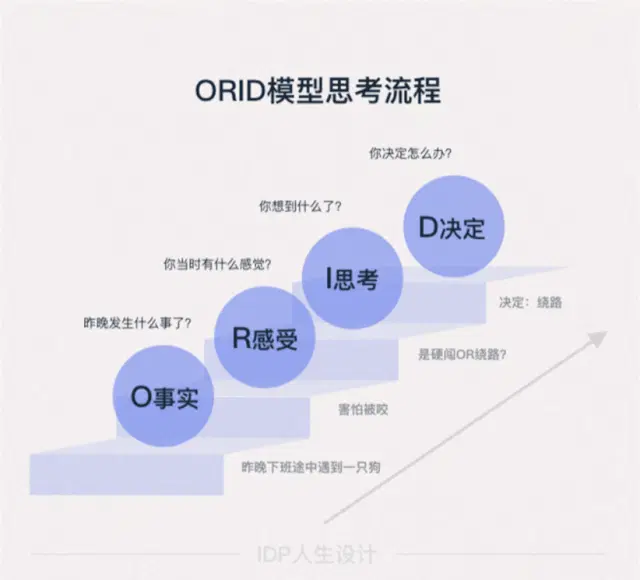 ORID模型思考流程
你决定怎么办?
D决定
你想到什么了?
I思考
决定：绕路
你当时有什么感觉?
R感受
是硬闯OR绕路?
昨晚发生什么事了?
O事实
害怕被咬
昨晚下班途中遇到一只狗
IDP人生设计